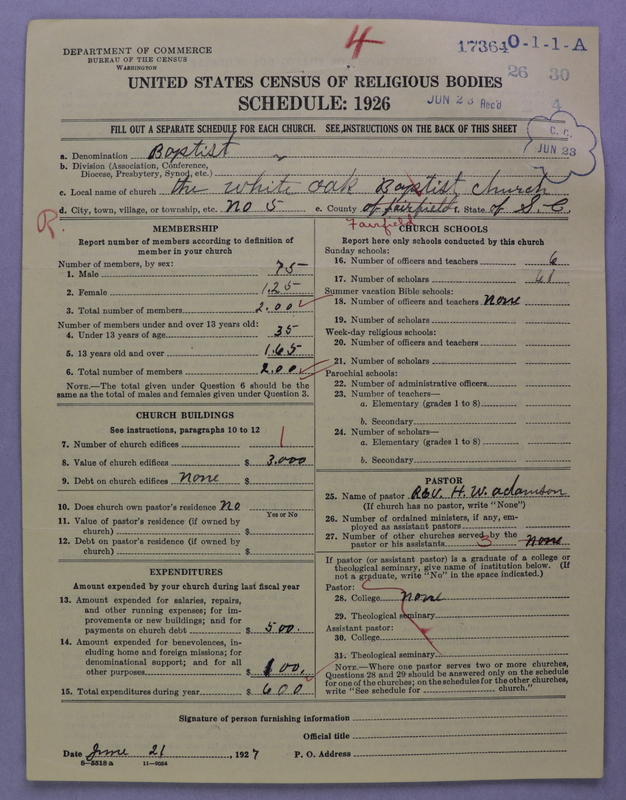 4
17364 0-1-1-A
DEPARTMENT OF COMMERCE
BUREAU OF THE CENSUS
WASHINGTON
26 30
UNITED STATES CENSUS OF RELIGIOUS BODIES
SCHEDULE: 1926
JUN 23 Rec'd
4
FILL OUT A SEPARATE SCHEDULE FOR EACH CHURCH. SEE INSTRUCTIONS ON THE BACK OF THIS SHEET
C. C.
JUN 23
a. Denomination Baptist
b. Division (Association, Conference,
Diocese, Presbytery, Synod, etc.)
c. Local name of church the white oak Baptist church
d. City, town, village, or township, etc. No 5 e. County of Fairfield f. State of S. C.
R. Fairfield
MEMBERSHIP
Report number of members according to definition of
member in your church
Number of members, by sex:
1. Male 75
2. Female 125
3. Total number of members 2.00
Number of members under and over 13 years old:
4. Under 13 years of age 35
5. 13 years old and over 165
6. Total number of members 2.00
NOTE.—The total given under Question 6 should be the
same as the total of males and females given under Question 3.
CHURCH BUILDINGS
See instructions, paragraphs 10 to 12
7. Number of church edifices 1
8. Value of church edifices $ 3.000
9. Debt on church edifices None $
10. Does church own pastor's residence? No
Yes or No
11. Value of pastor's residence (if owned by
church) $
12. Debt on pastor's residence (if owned by
church) $
EXPENDITURES
Amount expended by your church during last fiscal year
13. Amount expended for salaries, repairs,
and other running expenses; for im-
provements or new buildings; and for
payments on church debt $ 500.
14. Amount expended for benevolences, in-
cluding home and foreign missions; for
denominational support; and for all
other purposes $ 100.
15. Total expenditures during year $ 600
CHURCH SCHOOLS
Report here only schools conducted by this church
Sunday schools:
16. Number of officers and teachers 6
17. Number of scholars 61
Summer vacation Bible schools:
18. Number of officers and teachers None
19. Number of scholars
Week-day religious schools:
20. Number of officers and teachers
21. Number of scholars
Parochial schools:
22. Number of administrative officers
23. Number of teachers—
a. Elementary (grades 1 to 8)
b. Secondary
24. Number of scholars—
a. Elementary (grades 1 to 8)
b. Secondary
PASTOR
25. Name of pastor Rev. H. W. adamson
(If church has no pastor, write "None")
26. Number of ordained ministers, if any, em-
ployed as assistant pastors
27. Number of other churches served by the
pastor or his assistants 3 None
If pastor (or assistant pastor) is a graduate of a college or
theological seminary, give name of institution below. (If
not a graduate, write "No" in the space indicated.)
Pastor:
28. College none
29. Theological seminary
Assistant pastor:
30. College
31. Theological seminary
NOTE.—Where one pastor serves two or more churches,
Questions 28 and 29 should be answered only on the schedule
for one of the churches; on the schedules for the other churches,
write "See schedule for church."
Signature of person furnishing information
Official title
Date June 21, 1927 P. O. Address
8-5518a 11-9084